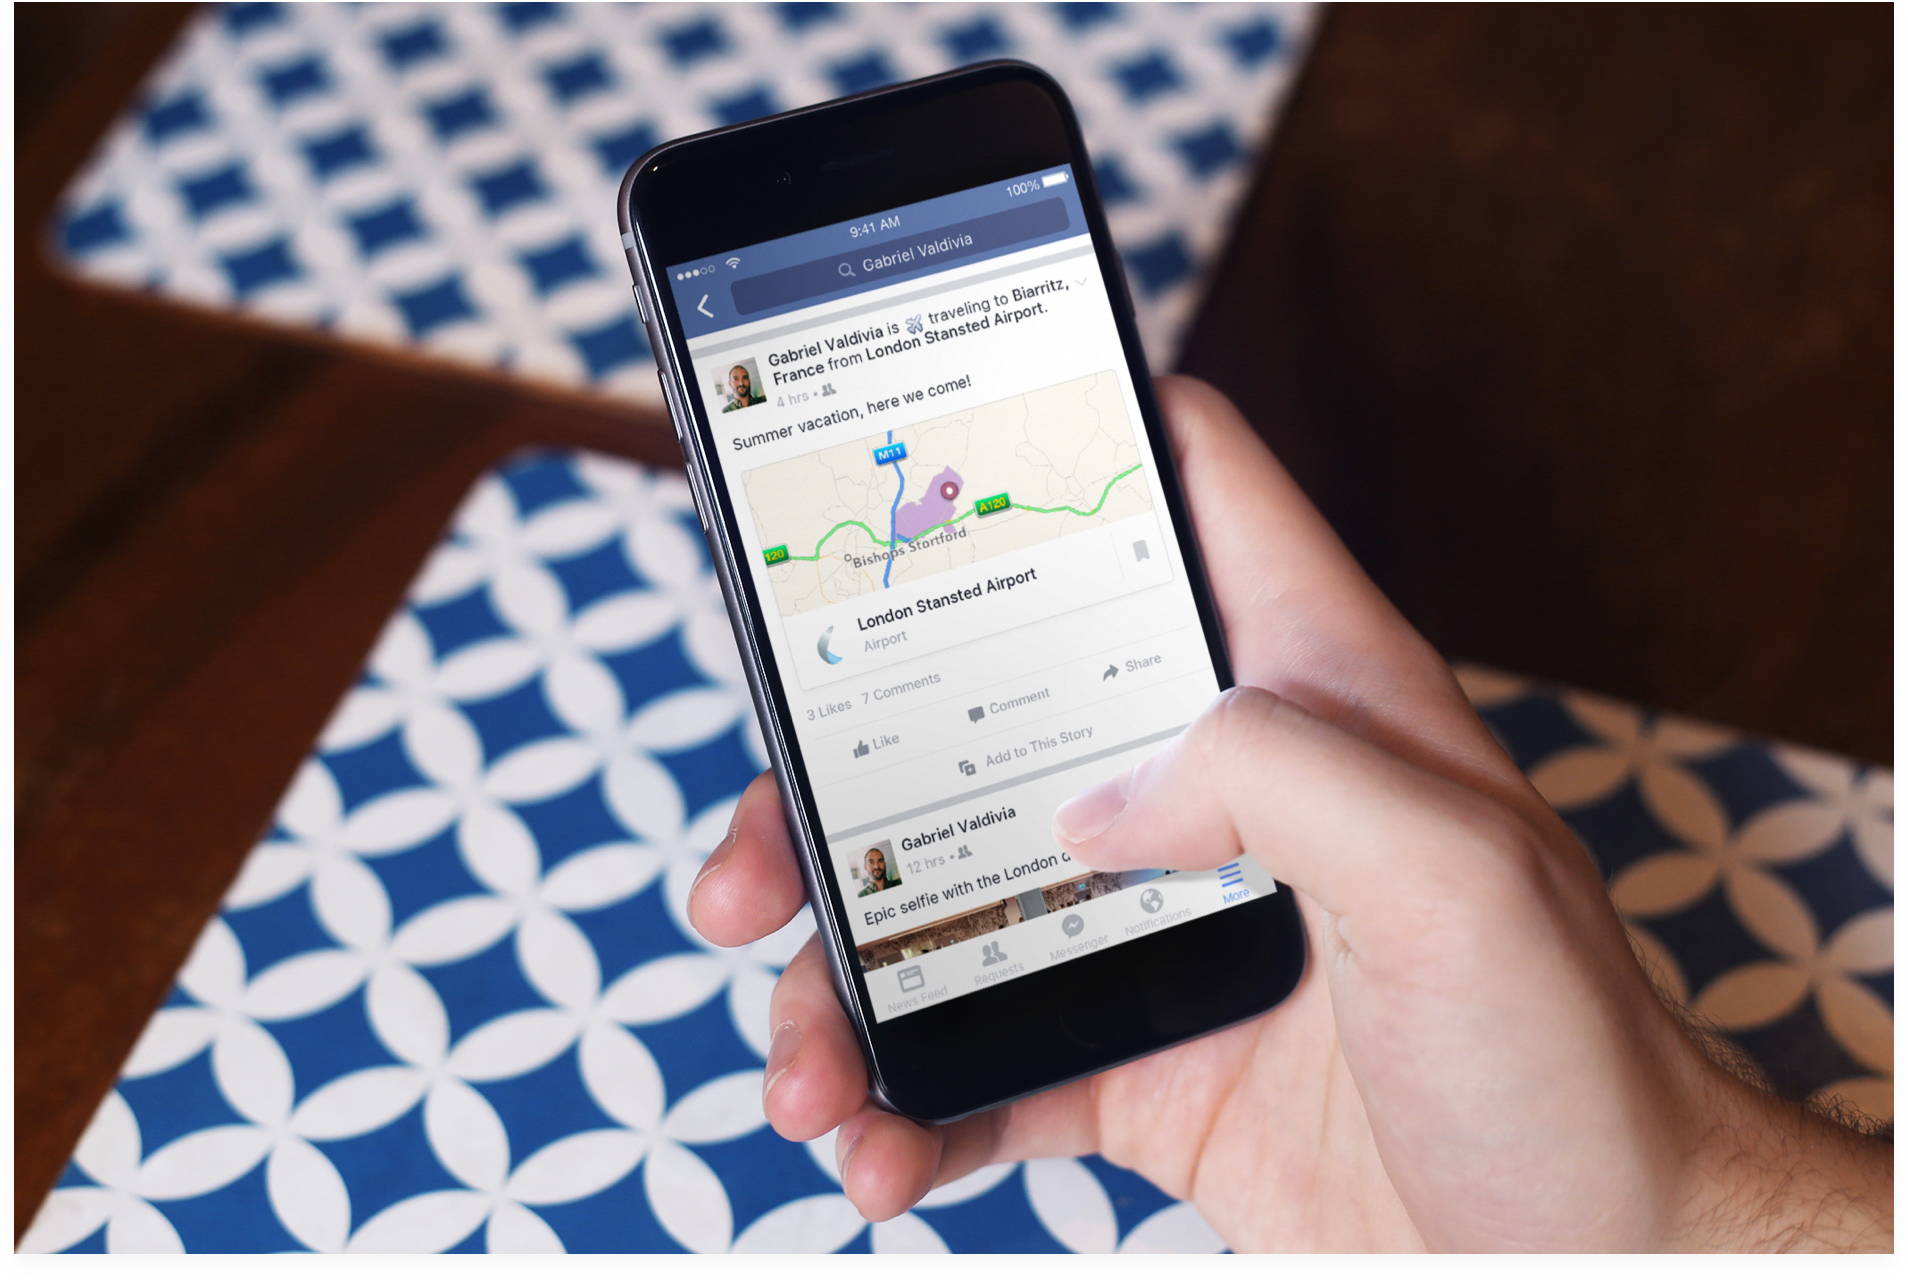 9:41 AM
100%
Gabriel Valdivia
Gabriel Valdivia is traveling to Biarritz,
France from London Stansted Airport.
4 hrs
Summer vacation, here we come!
M11
A120
120
Bishops Stortford
London Stansted Airport
Airport
3 Likes 7 Comments
Like
Comment
Share
Add to This Story
Gabriel Valdivia
12 hrs
Epic selfie with the London
News Feed
Requests
Messenger
Notifications
More